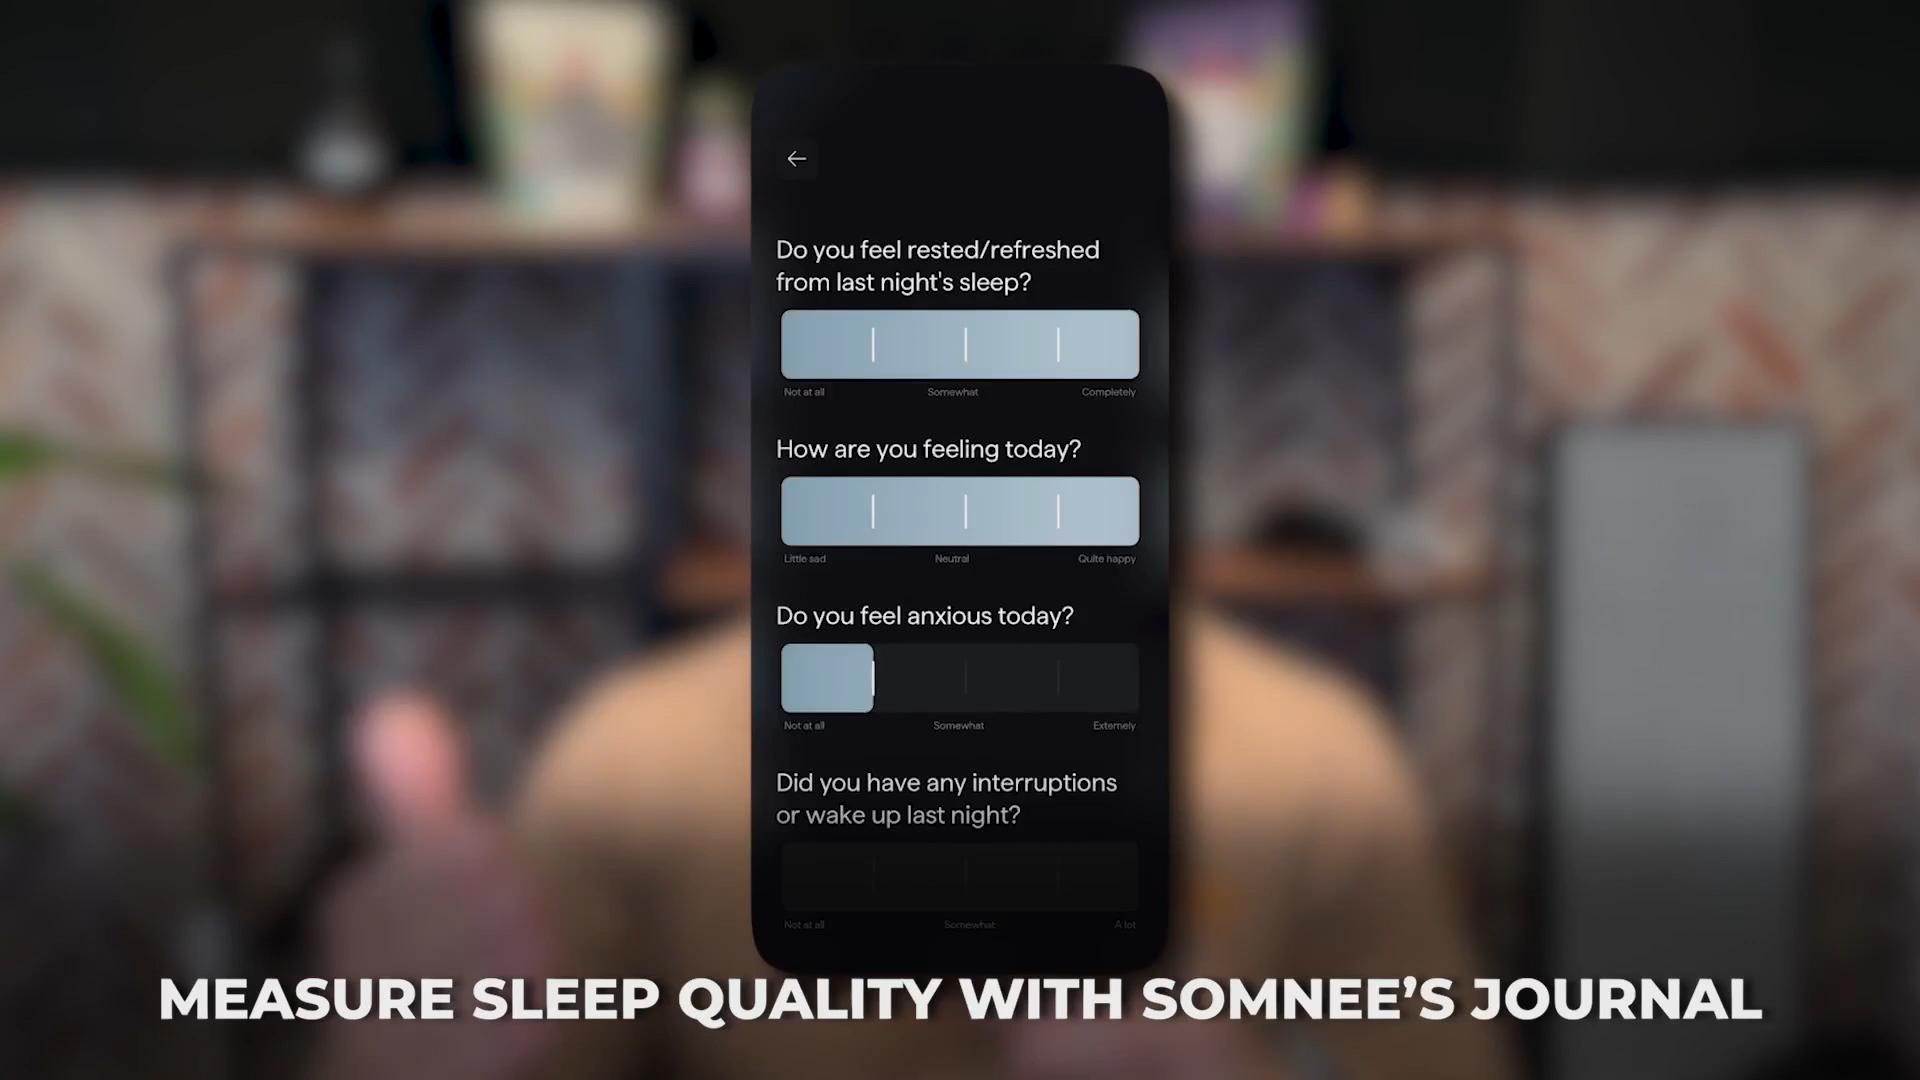 Do you feel rested/refreshed
from last night's sleep?
Not at all Somewhat Completely
How are you feeling today?
Little sad Neutral Quite happy
Do you feel anxious today?
Not at all Somewhat Extemely
Did you have any interruptions
or wake up last night?
Not at all Somewhat A lot
MEASURE SLEEP QUALITY WITH SOMNEE’S JOURNAL